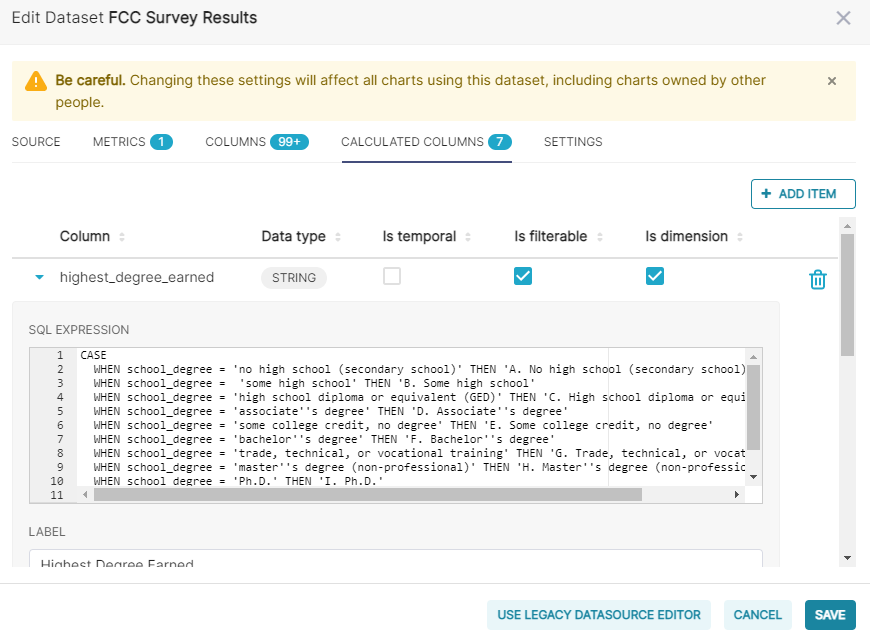 Edit Dataset FCC Survey Results
Be careful. Changing these settings will affect all charts using this dataset, including charts owned by other
people.
SOURCE METRICS 1 COLUMNS 99+ CALCULATED COLUMNS 7 SETTINGS
+ ADD ITEM
Column Data type Is temporal Is filterable Is dimension
highest_degree_earned STRING
SQL EXPRESSION
1 CASE
2 WHEN school_degree = 'no high school (secondary school)' THEN 'A. No high school (secondary school)
3 WHEN school_degree =  'some high school' THEN 'B. Some high school'
4 WHEN school_degree = 'high school diploma or equivalent (GED)' THEN 'C. High school diploma or equi
5 WHEN school_degree = 'associate''s degree' THEN 'D. Associate''s degree'
6 WHEN school_degree = 'some college credit, no degree' THEN 'E. Some college credit, no degree'
7 WHEN school_degree = 'bachelor''s degree' THEN 'F. Bachelor''s degree'
8 WHEN school_degree = 'trade, technical, or vocational training' THEN 'G. Trade, technical, or vocat
9 WHEN school_degree = 'master''s degree (non-professional)' THEN 'H. Master''s degree (non-professio
10 WHEN school_degree = 'Ph.D.' THEN 'I. Ph.D.'
11
LABEL
Highest Degree Earned
USE LEGACY DATASOURCE EDITOR CANCEL SAVE